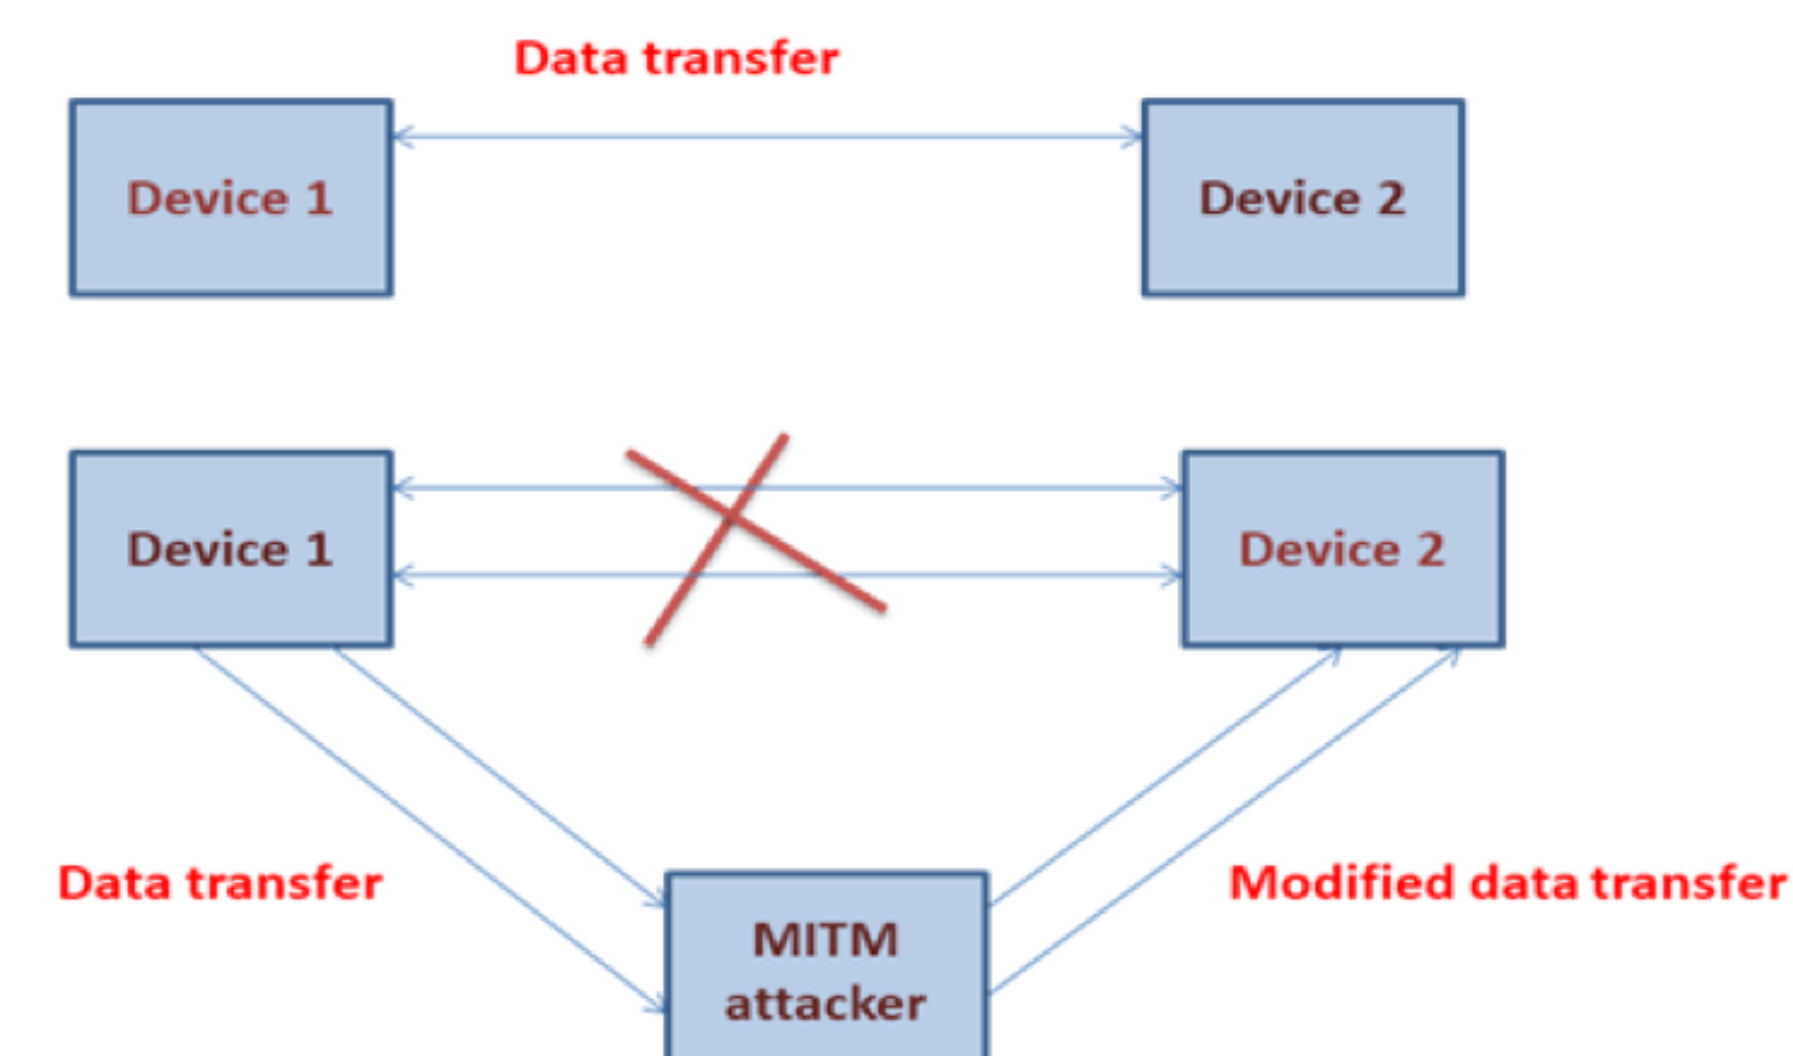 Data transfer
Device 1
Device 2
Device 1
Device 2
Data transfer
Modified data transfer
MITM
attacker